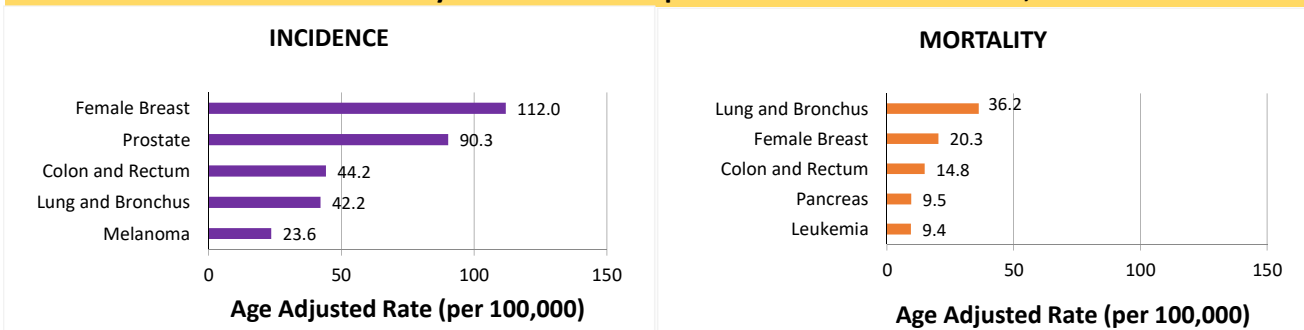 INCIDENCE
Female Breast 112.0
Prostate 90.3
Colon and Rectum 44.2
Lung and Bronchus 42.2
Melanoma 23.6
0 50 100 150
Age Adjusted Rate (per 100,000)
MORTALITY
Lung and Bronchus 36.2
Female Breast 20.3
Colon and Rectum 14.8
Pancreas 9.5
Leukemia 9.4
0 50 100 150
Age Adjusted Rate (per 100,000)